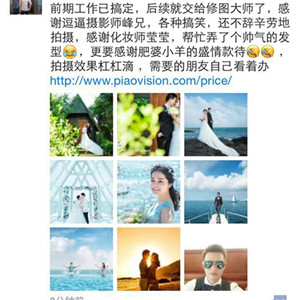 前期工作已搞定，后续就交给修图大师了，感
谢逗逼摄影师峰兄，各种搞笑，还不辞辛劳地
拍摄，感谢化妆师莹莹，帮忙弄了个帅气的发
型😂，更要感谢肥婆小羊的盛情款待😄😄，
拍摄效果杠杠滴 ，需要的朋友自己看着办
http://www.piaovision.com/price/